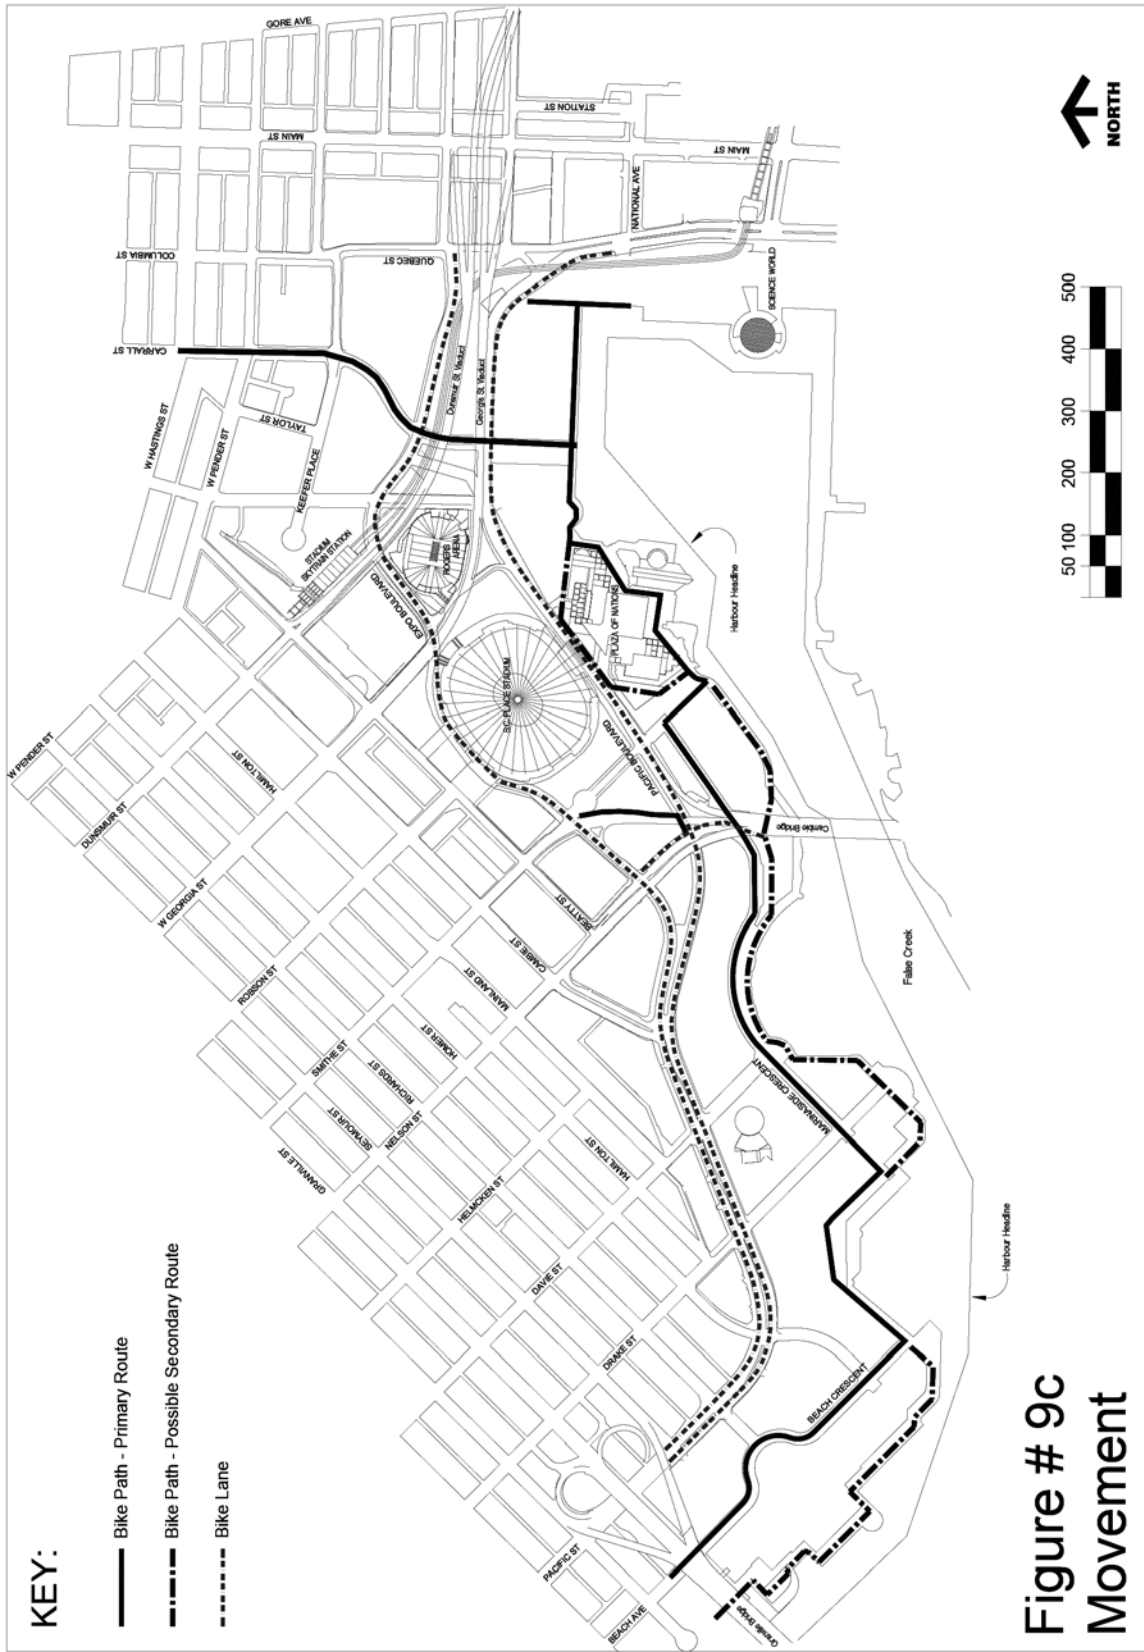 KEY:
Bike Path - Primary Route
Bike Path - Possible Secondary Route
Bike Lane
W PENDER ST
DUNSMUIR ST
HAMILTON ST
W GEORGIA ST
ROBSON ST
SMITHE ST
RICHARDS ST
SEYMOUR ST
NELSON ST
GRANVILLE ST
HOMER ST
MAINLAND ST
CAMBIE ST
BEATTY ST
HELMCKEN ST
HAMILTON ST
DAVIE ST
DRAKE ST
PACIFIC ST
BEACH AVE
Granville Bridge
BEACH CRESCENT
MARINASIDE CRESCENT
PACIFIC BOULEVARD
EXPO BOULEVARD
B.C. PLACE STADIUM
ROGERS
ARENA
STADIUM
SKYTRAIN STATION
KEEFER PLACE
TAYLOR ST
W PENDER ST
W HASTINGS ST
CARRALL ST
COLUMBIA ST
QUEBEC ST
MAIN ST
GORE AVE
STATION ST
NATIONAL AVE
MAIN ST
Dunsmuir St. Viaduct
Georgia St. Viaduct
PLAZA OF NATIONS
SCIENCE WORLD
Cambie Bridge
False Creek
Harbour Headline
Harbour Headline
50 100 200 300 400 500
NORTH
Figure # 9c
Movement